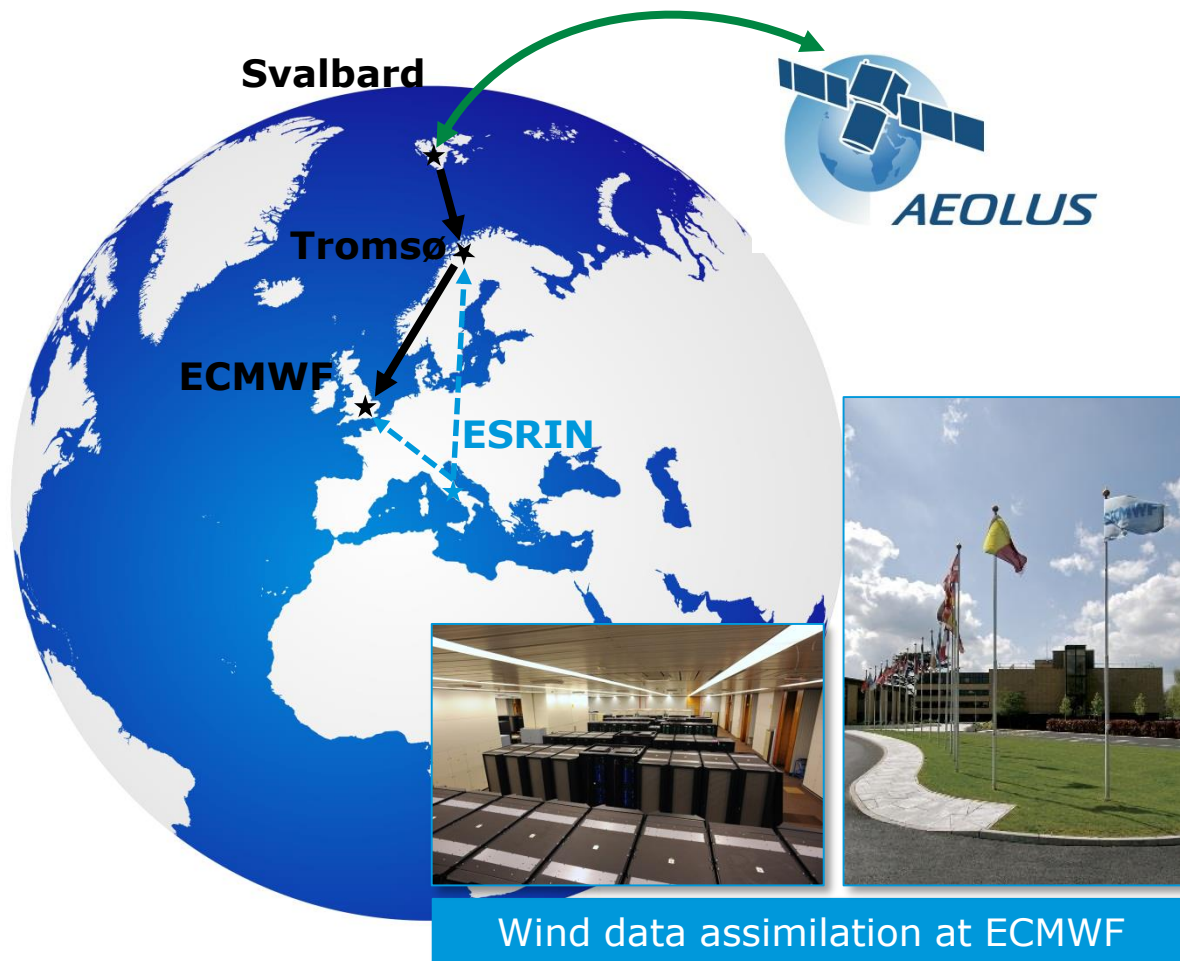 Svalbard
AEOLUS
Tromsø
ECMWF
ESRIN
ECMWF
Wind data assimilation at ECMWF